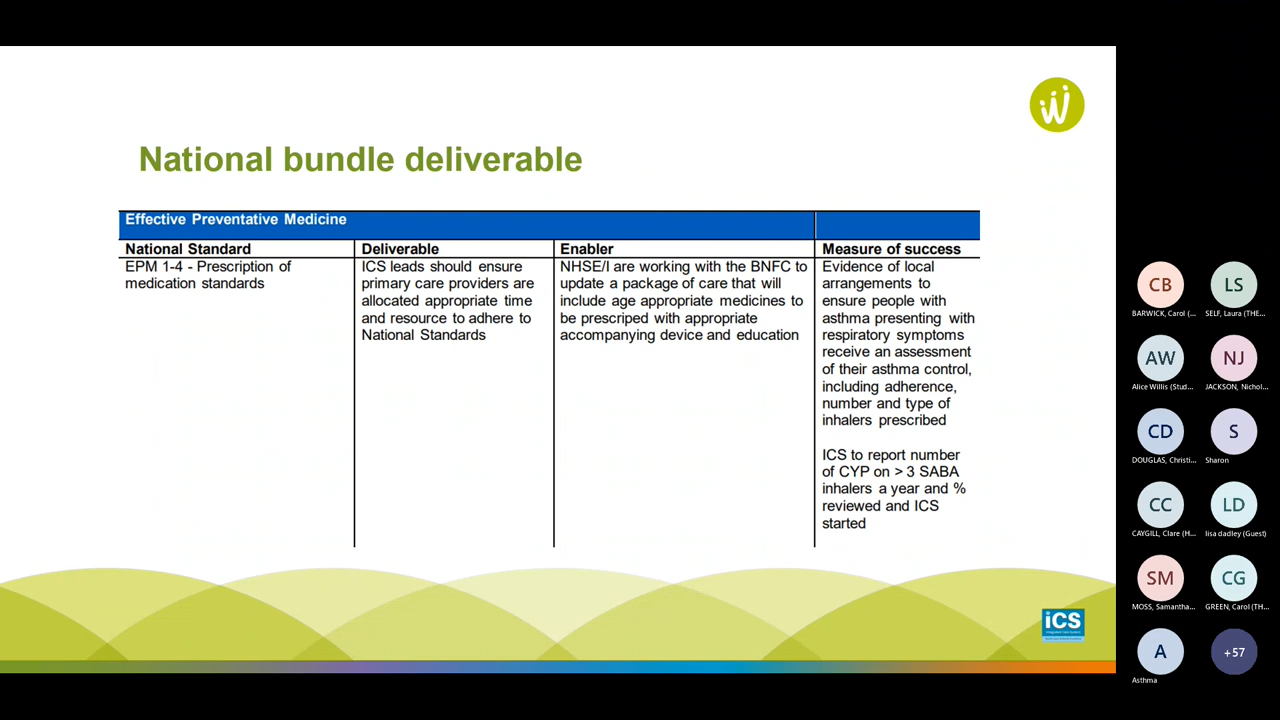 National bundle deliverable
Effective Preventative Medicine
National Standard
Deliverable
Enabler
Measure of success
EPM 1-4 - Prescription of
medication standards
ICS leads should ensure
primary care providers are
allocated appropriate time
and resource to adhere to
National Standards
NHSE/I are working with the BNFC to
update a package of care that will
include age appropriate medicines to
be prescriped with appropriate
accompanying device and education
Evidence of local
arrangements to
ensure people with
asthma presenting with
respiratory symptoms
receive an assessment
of their asthma control,
including adherence,
number and type of
inhalers prescribed
ICS to report number
of CYP on > 3 SABA
inhalers a year and %
reviewed and ICS
started
iCS
Integrated Care System
CB
LS
BARWICK, Carol (...
SELF, Laura (THE...
AW
NJ
Alice Willis (Stud...
JACKSON, Nichol...
CD
S
DOUGLAS, Christi...
Sharon
CC
LD
CAYGILL, Clare (H...
lisa dadley (Guest)
SM
CG
MOSS, Samantha...
GREEN, Carol (TH...
A
+57
Asthma